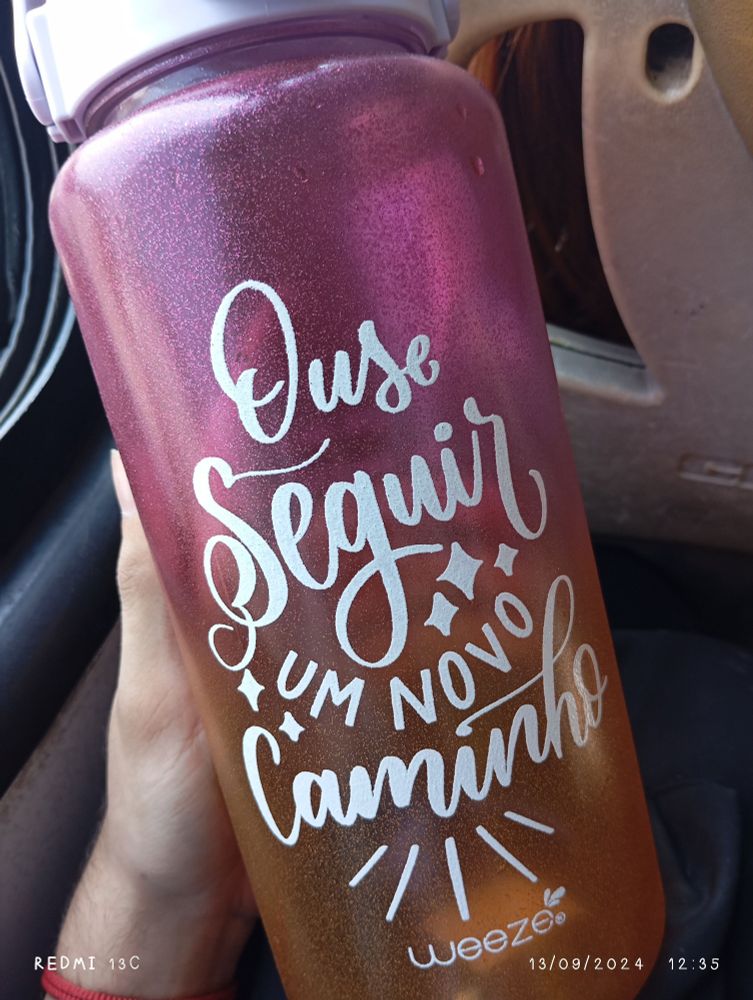 Ouse
Seguir
UM NOVO
Caminho
weeze®
REDMI 13C
13/09/2024 12:35